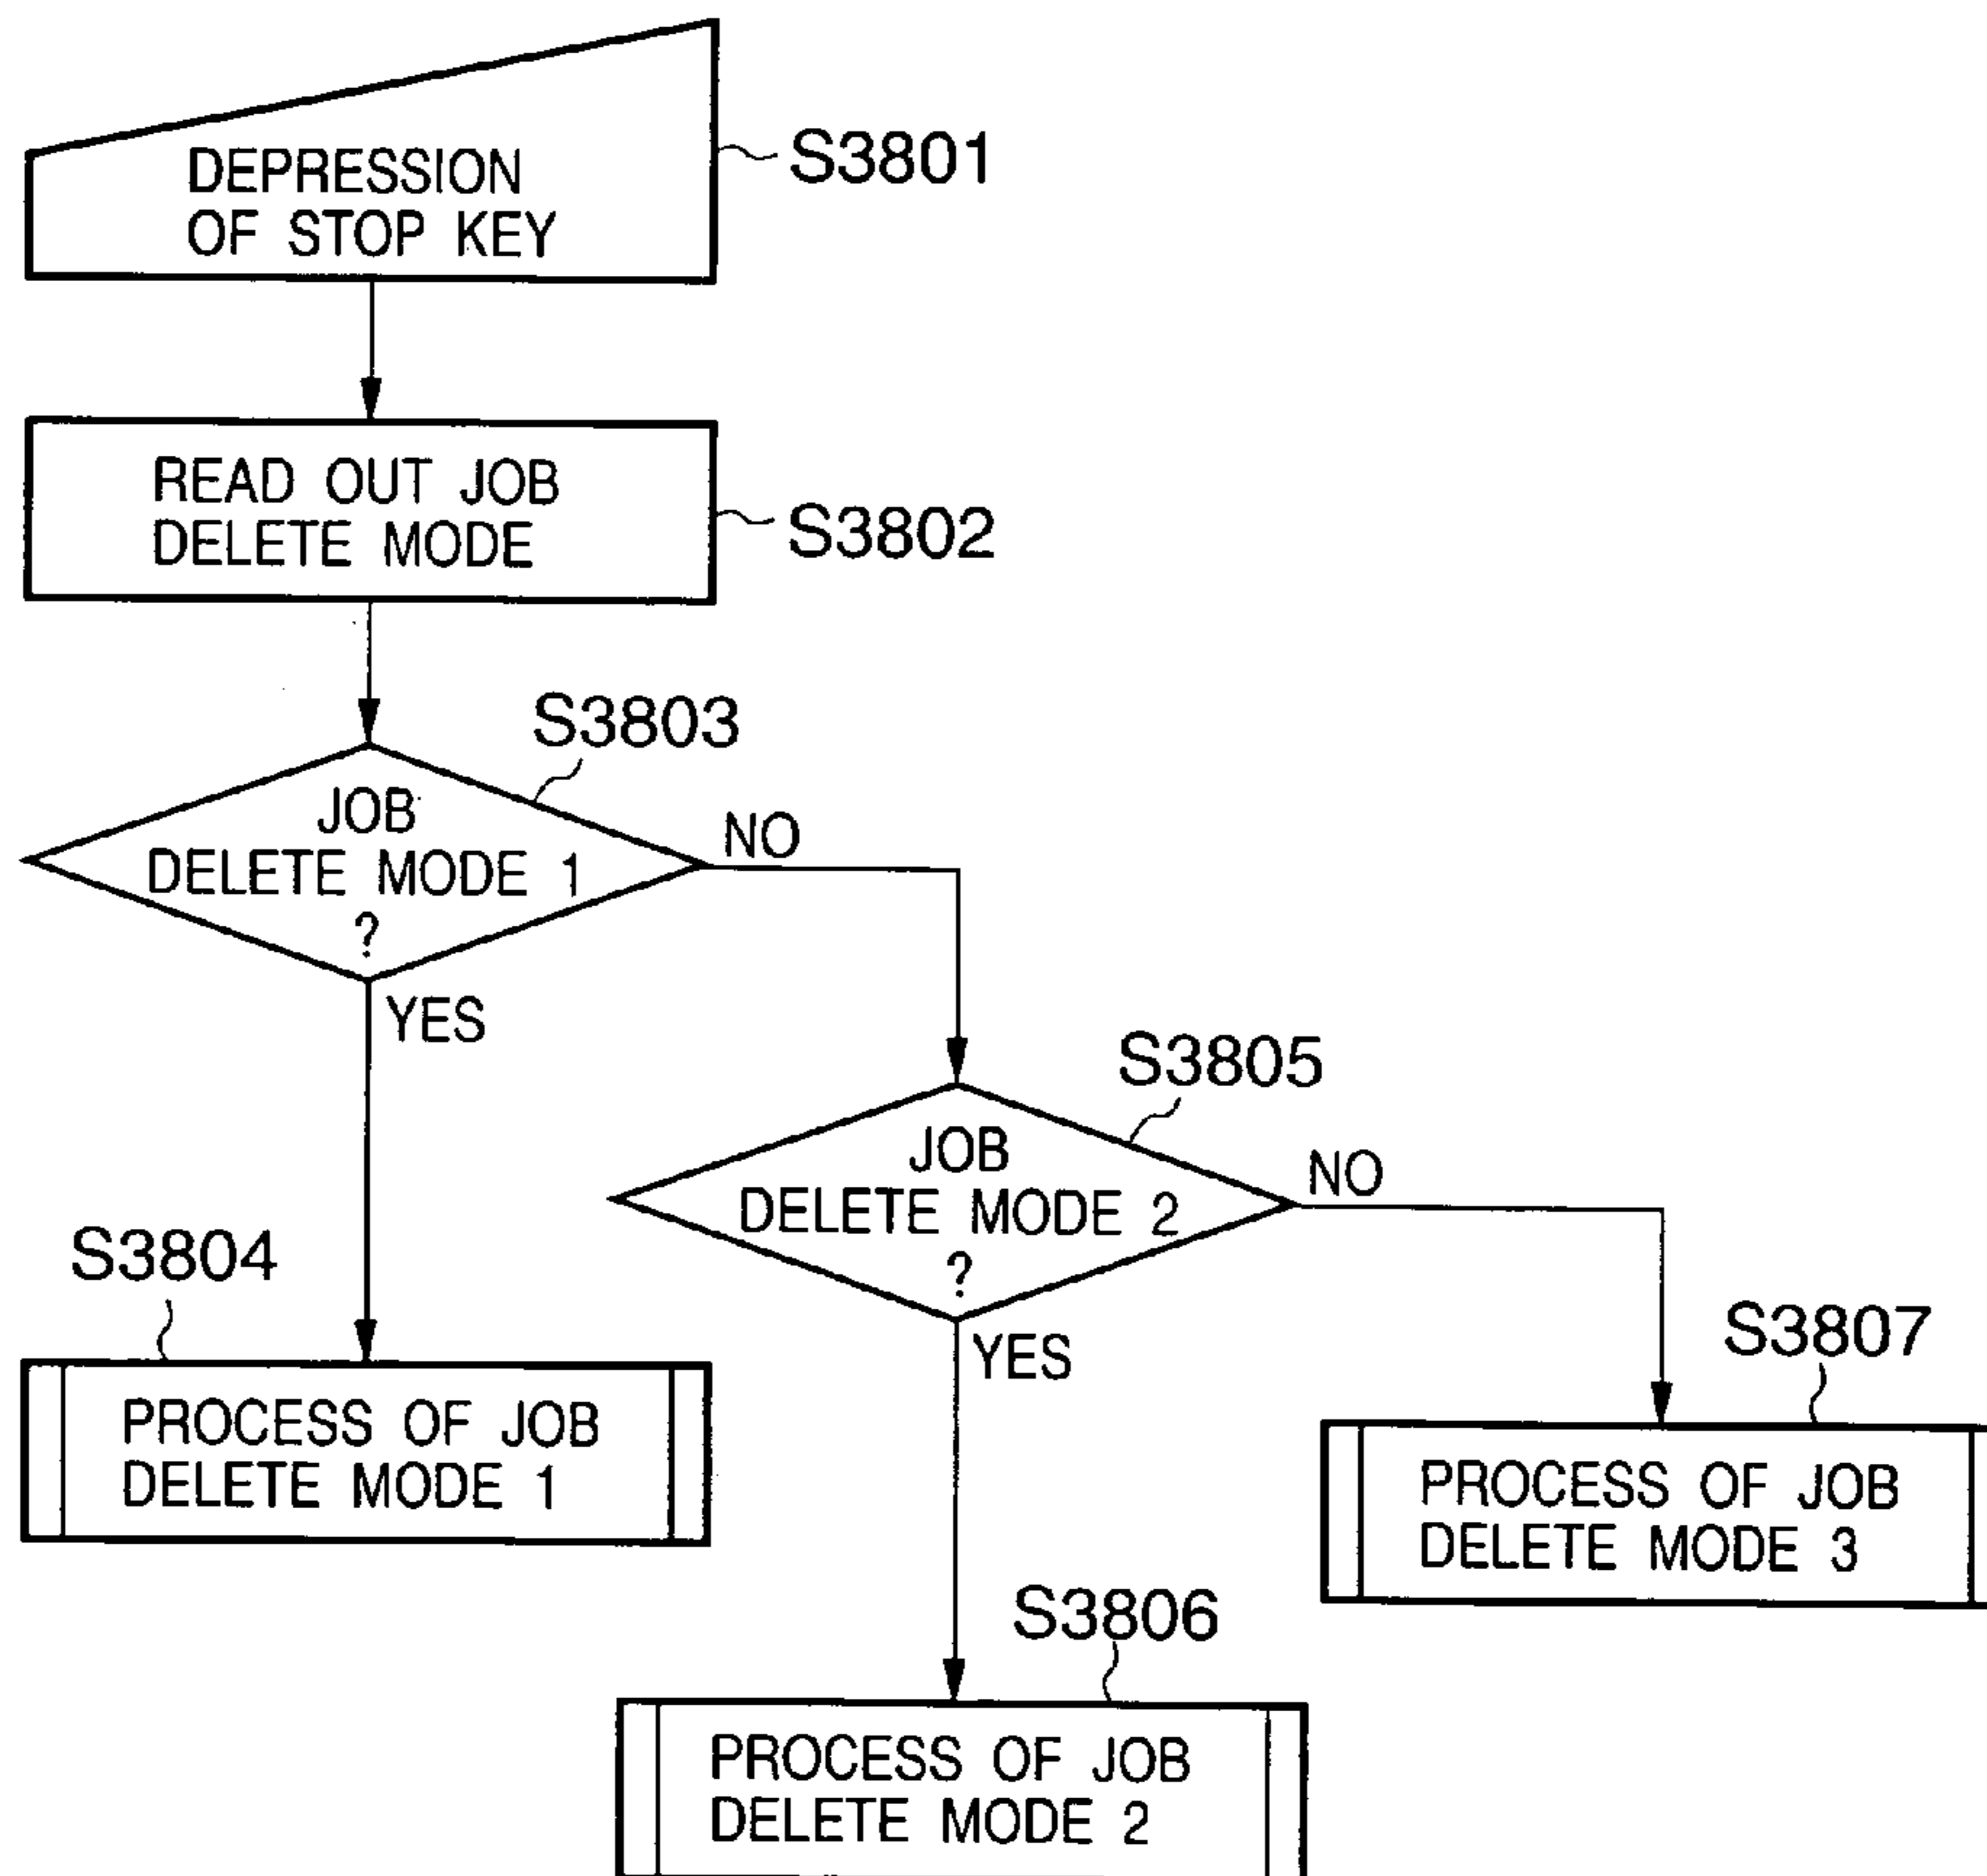 DEPRESSION
OF STOP KEY
S3801
READ OUT JOB
DELETE MODE
S3802
S3803
JOB
DELETE MODE 1
?
NO
YES
S3805
JOB
DELETE MODE 2
?
NO
YES
S3804
PROCESS OF JOB
DELETE MODE 1
S3807
PROCESS OF JOB
DELETE MODE 3
S3806
PROCESS OF JOB
DELETE MODE 2